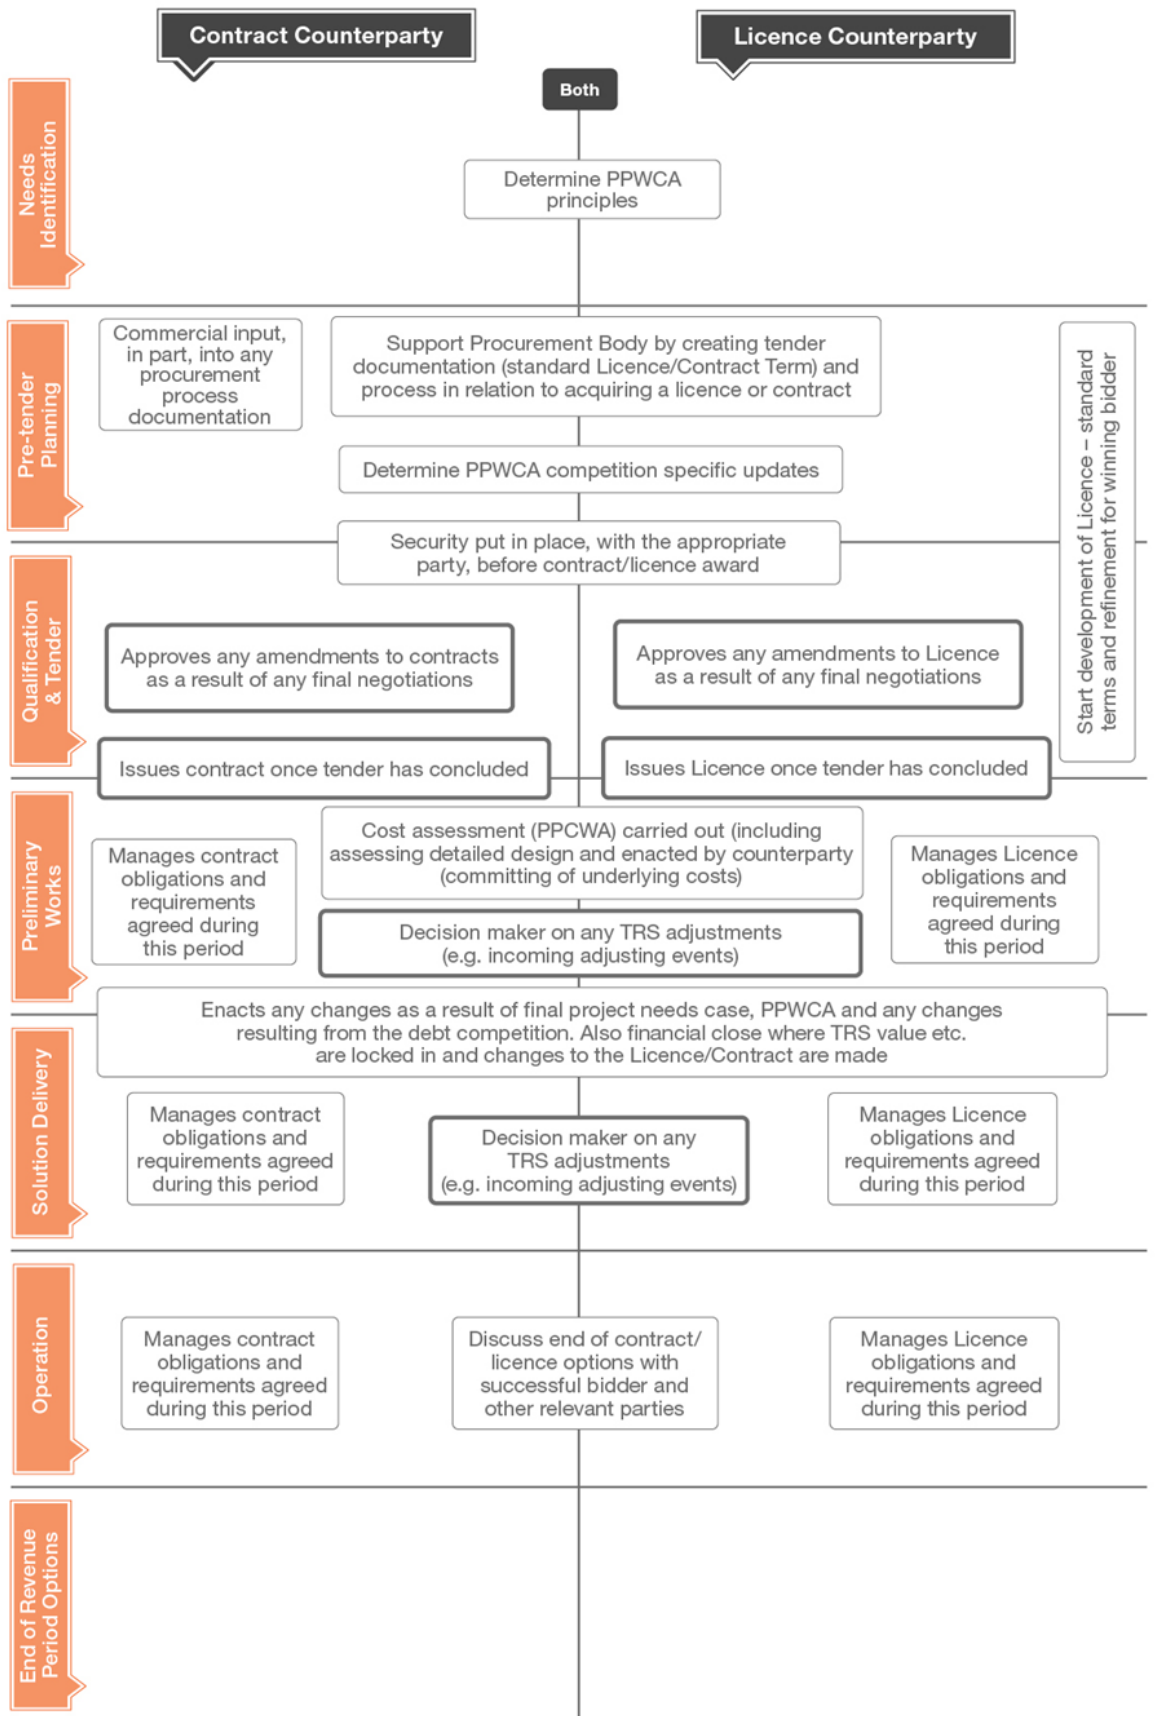 Contract Counterparty
Licence Counterparty
Both
Needs
Identification
Determine PPWCA
principles
Pre-tender
Planning
Commercial input,
in part, into any
procurement
process
documentation
Support Procurement Body by creating tender
documentation (standard Licence/Contract Term) and
process in relation to acquiring a licence or contract
Start development of Licence – standard
terms and refinement for winning bidder
Determine PPWCA competition specific updates
Security put in place, with the appropriate
party, before contract/licence award
Qualification
& Tender
Approves any amendments to contracts
as a result of any final negotiations
Approves any amendments to Licence
as a result of any final negotiations
Issues contract once tender has concluded
Issues Licence once tender has concluded
Preliminary
Works
Manages contract
obligations and
requirements
agreed during
this period
Cost assessment (PPCWA) carried out (including
assessing detailed design and enacted by counterparty
(committing of underlying costs)
Manages Licence
obligations and
requirements
agreed during
this period
Decision maker on any TRS adjustments
(e.g. incoming adjusting events)
Enacts any changes as a result of final project needs case, PPWCA and any changes
resulting from the debt competition. Also financial close where TRS value etc.
are locked in and changes to the Licence/Contract are made
Solution Delivery
Manages contract
obligations and
requirements agreed
during this period
Decision maker on any
TRS adjustments
(e.g. incoming adjusting events)
Manages Licence
obligations and
requirements agreed
during this period
Operation
Manages contract
obligations and
requirements agreed
during this period
Discuss end of contract/
licence options with
successful bidder and
other relevant parties
Manages Licence
obligations and
requirements agreed
during this period
End of Revenue
Period Options